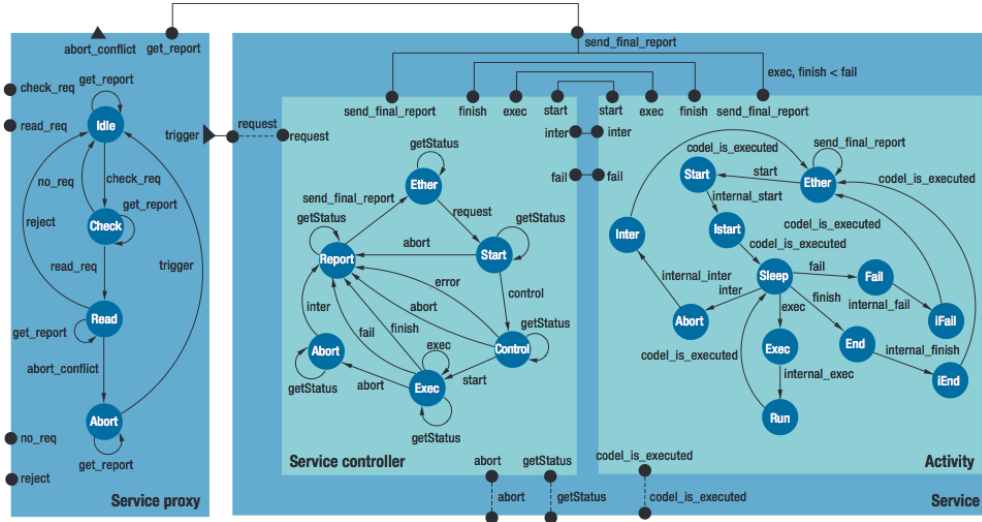 abort_conflict
get_report
check_req
read_req
get_report
Idle
no_req
check_req
get_report
Check
reject
read_req
trigger
get_report
Read
abort_conflict
Abort
get_report
no_req
reject
Service proxy
trigger
request
request
send_final_report
exec, finish < fail
send_final_report
finish
exec
start
start
exec
finish
send_final_report
inter
inter
fail
fail
getStatus
Ether
send_final_report
request
getStatus
getStatus
Report
abort
Start
error
control
abort
getStatus
Control
inter
fail
finish
exec
start
Abort
getStatus
abort
Exec
getStatus
Service controller
abort
getStatus
codel_is_executed
abort
getStatus
codel_is_executed
codel_is_executed
send_final_report
Start
start
Ether
codel_is_executed
internal_start
Inter
Istart
codel_is_executed
codel_is_executed
internal_inter
inter
Sleep
fail
Fail
exec
finish
internal_fail
Abort
iFail
codel_is_executed
Exec
End
internal_finish
internal_exec
iEnd
Run
Activity
Service